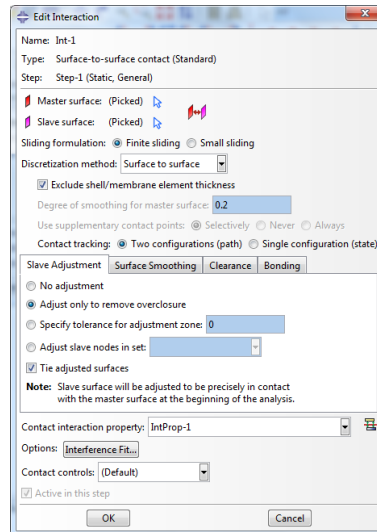 Edit Interaction
Name: Int-1
Type: Surface-to-surface contact (Standard)
Step: Step-1 (Static, General)
Master surface: (Picked)
Slave surface: (Picked)
Sliding formulation: Finite sliding Small sliding
Discretization method: Surface to surface
Exclude shell/membrane element thickness
Degree of smoothing for master surface: 0.2
Use supplementary contact points: Selectively Never Always
Contact tracking: Two configurations (path) Single configuration (state)
Slave Adjustment Surface Smoothing Clearance Bonding
No adjustment
Adjust only to remove overclosure
Specify tolerance for adjustment zone: 0
Adjust slave nodes in set:
Tie adjusted surfaces
Note: Slave surface will be adjusted to be precisely in contact
with the master surface at the beginning of the analysis.
Contact interaction property: IntProp-1
Options: Interference Fit...
Contact controls: (Default)
Active in this step
OK Cancel